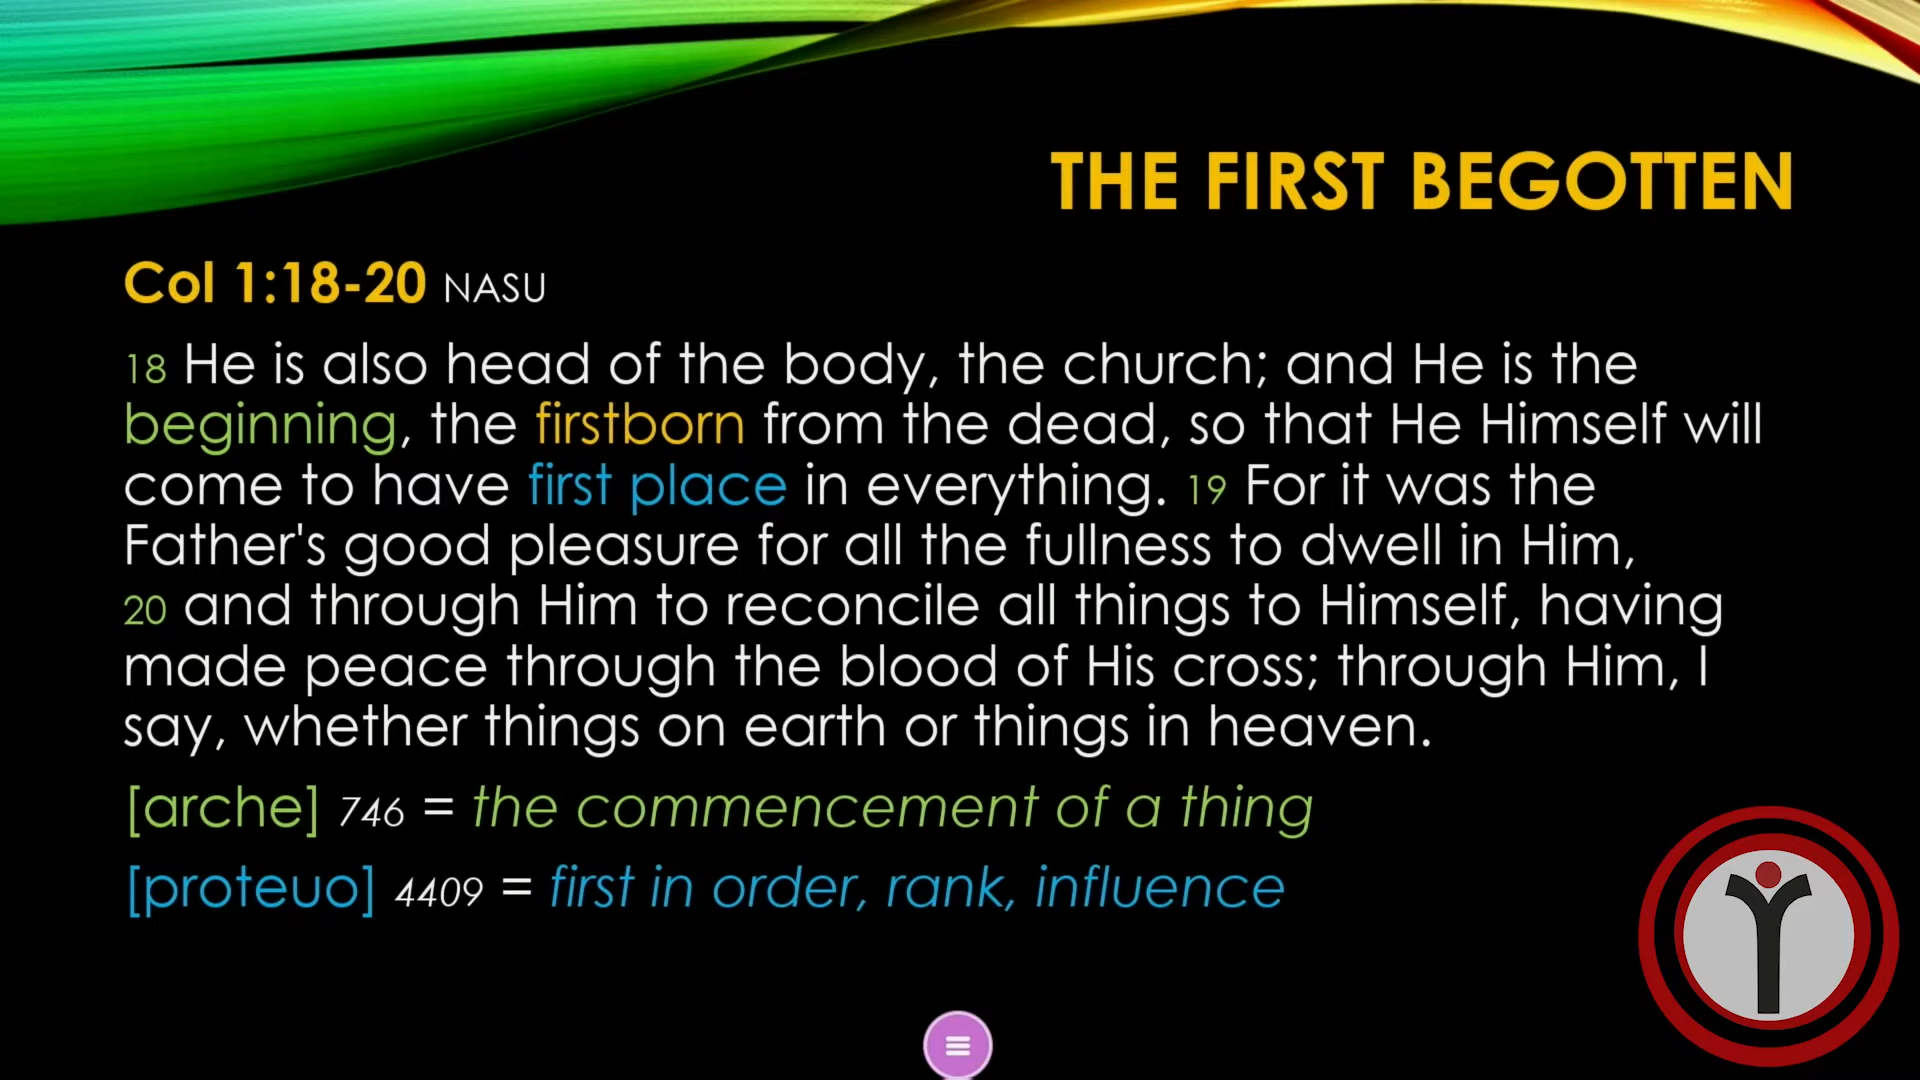 THE FIRST BEGOTTEN
Col 1:18-20 NASU
18 He is also head of the body, the church; and He is the
beginning, the firstborn from the dead, so that He Himself will
come to have first place in everything. 19 For it was the
Father's good pleasure for all the fullness to dwell in Him,
20 and through Him to reconcile all things to Himself, having
made peace through the blood of His cross; through Him, I
say, whether things on earth or things in heaven.
[arche] 746 = the commencement of a thing
[proteuo] 4409 = first in order, rank, influence